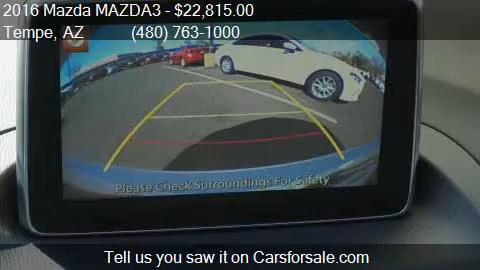 2016 Mazda MAZDA3 - $22,815.00
Tempe, AZ (480) 763-1000
Please Check Surroundings For Safety
Tell us you saw it on Carsforsale.com